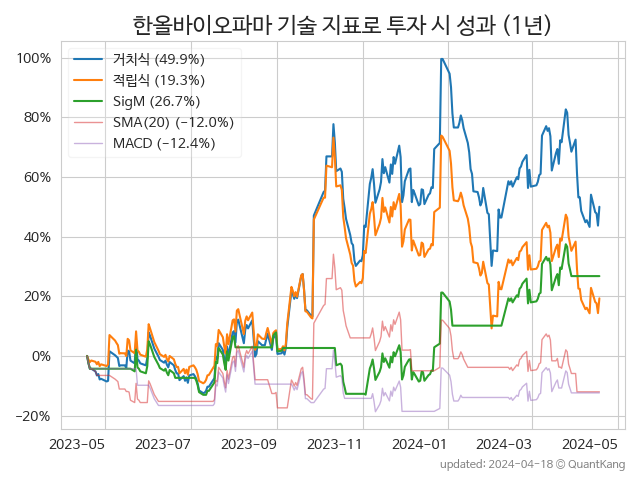 한올바이오파마 기술 지표로 투자 시 성과 (1년)
100%
80%
60%
40%
20%
0%
−20%
거치식 (49.9%)
적립식 (19.3%)
SigM (26.7%)
SMA(20) (−12.0%)
MACD (−12.4%)
2023-05
2023-07
2023-09
2023-11
2024-01
2024-03
2024-05
updated: 2024-04-18 © QuantKang